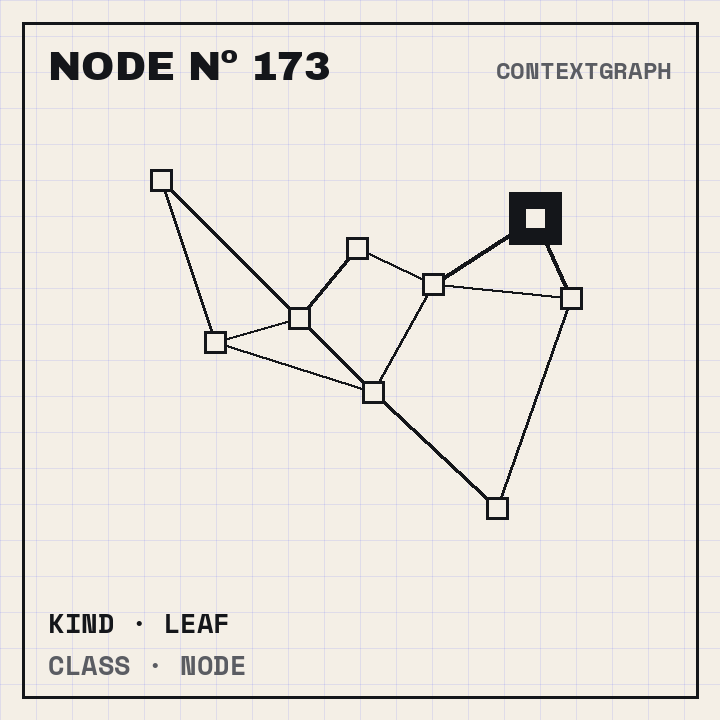 NODE Nº 173
CONTEXTGRAPH
KIND · LEAF
CLASS · NODE